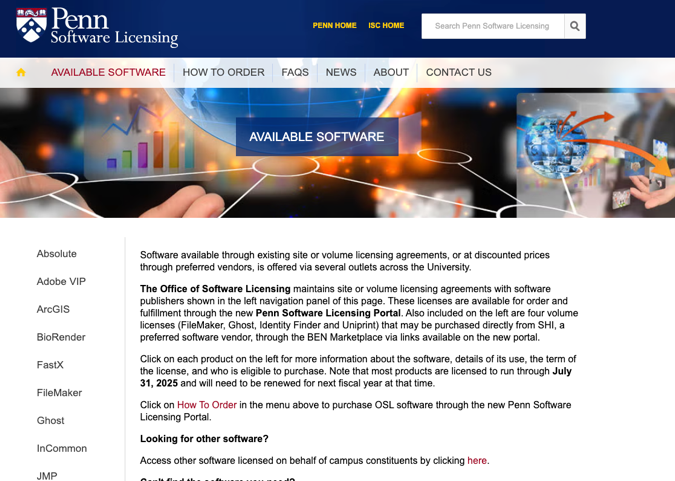 Penn
Software Licensing
PENN HOME
ISC HOME
Search Penn Software Licensing
AVAILABLE SOFTWARE
HOW TO ORDER
FAQS
NEWS
ABOUT
CONTACT US
AVAILABLE SOFTWARE
Absolute
Adobe VIP
ArcGIS
BioRender
FastX
FileMaker
Ghost
InCommon
JMP
Software available through existing site or volume licensing agreements, or at discounted prices
through preferred vendors, is offered via several outlets across the University.
The Office of Software Licensing maintains site or volume licensing agreements with software
publishers shown in the left navigation panel of this page. These licenses are available for order and
fulfillment through the new Penn Software Licensing Portal. Also included on the left are four volume
licenses (FileMaker, Ghost, Identity Finder and Uniprint) that may be purchased directly from SHI, a
preferred software vendor, through the BEN Marketplace via links available on the new portal.
Click on each product on the left for more information about the software, details of its use, the term of
the license, and who is eligible to purchase. Note that most products are licensed to run through July
31, 2025 and will need to be renewed for next fiscal year at that time.
Click on How To Order in the menu above to purchase OSL software through the new Penn Software
Licensing Portal.
Looking for other software?
Access other software licensed on behalf of campus constituents by clicking here.
Can't find the software you need?